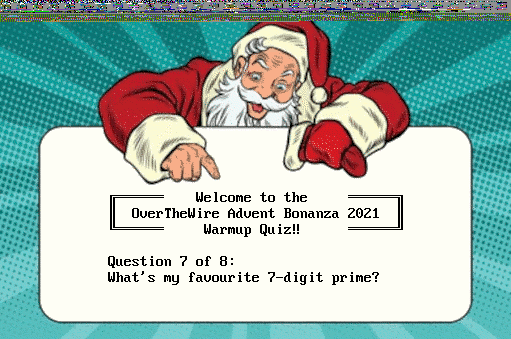 Welcome to the
OverTheWire Advent Bonanza 2021
Warmup Quiz!!
Question 7 of 8:
What's my favourite 7-digit prime?